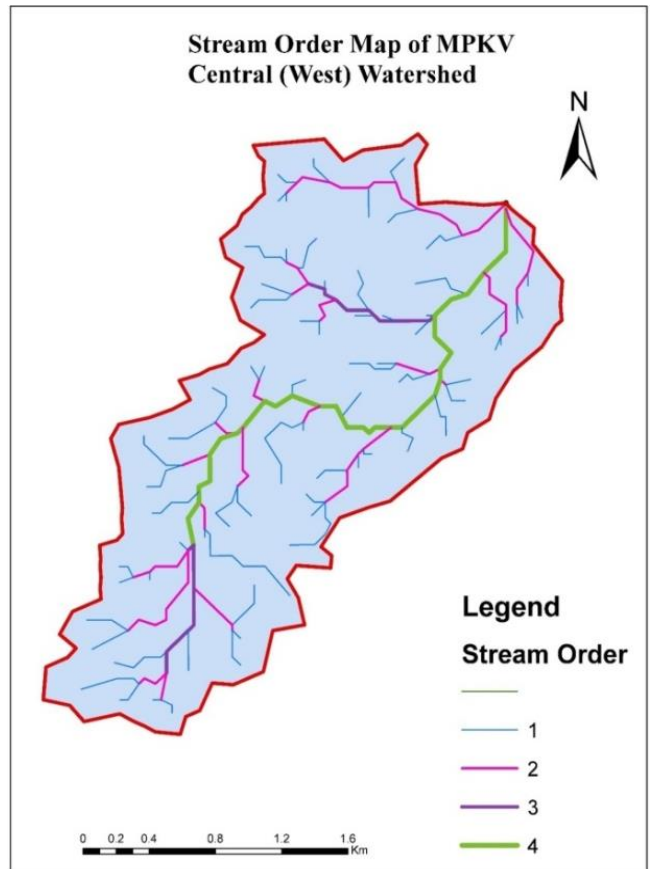 Stream Order Map of MPKV
Central (West) Watershed
N
Legend
Stream Order
1
2
3
4
0 0.2 0.4 0.8 1.2 1.6
Km